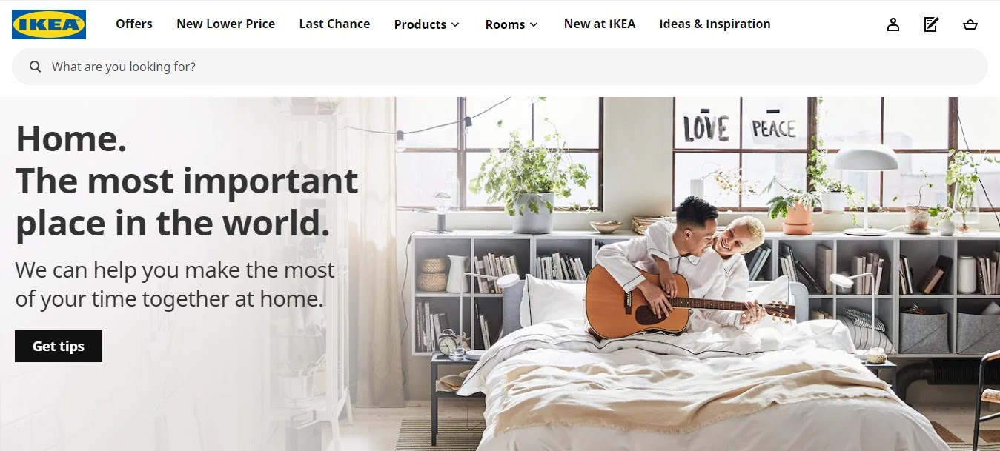 IKEA
Offers New Lower Price Last Chance Products Rooms New at IKEA Ideas & Inspiration
What are you looking for?
Home.
The most important
place in the world.
We can help you make the most
of your time together at home.
Get tips
LOVE PEACE